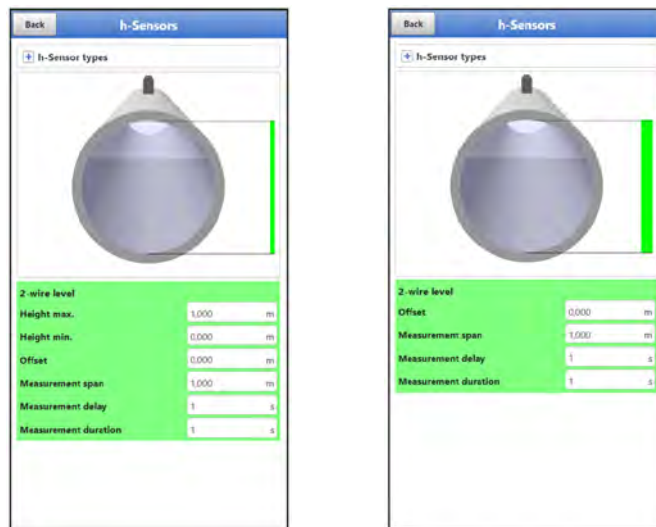 Back h-Sensors
+ h-Sensor types
2-wire level
Height max. 1,000 m
Height min. 0,000 m
Offset 0,000 m
Measurement span 1,000 m
Measurement delay 1 s
Measurement duration 1 s
Back h-Sensors
+ h-Sensor types
2-wire level
Offset 0,000 m
Measurement span 1,000 m
Measurement delay 1 s
Measurement duration 1 s